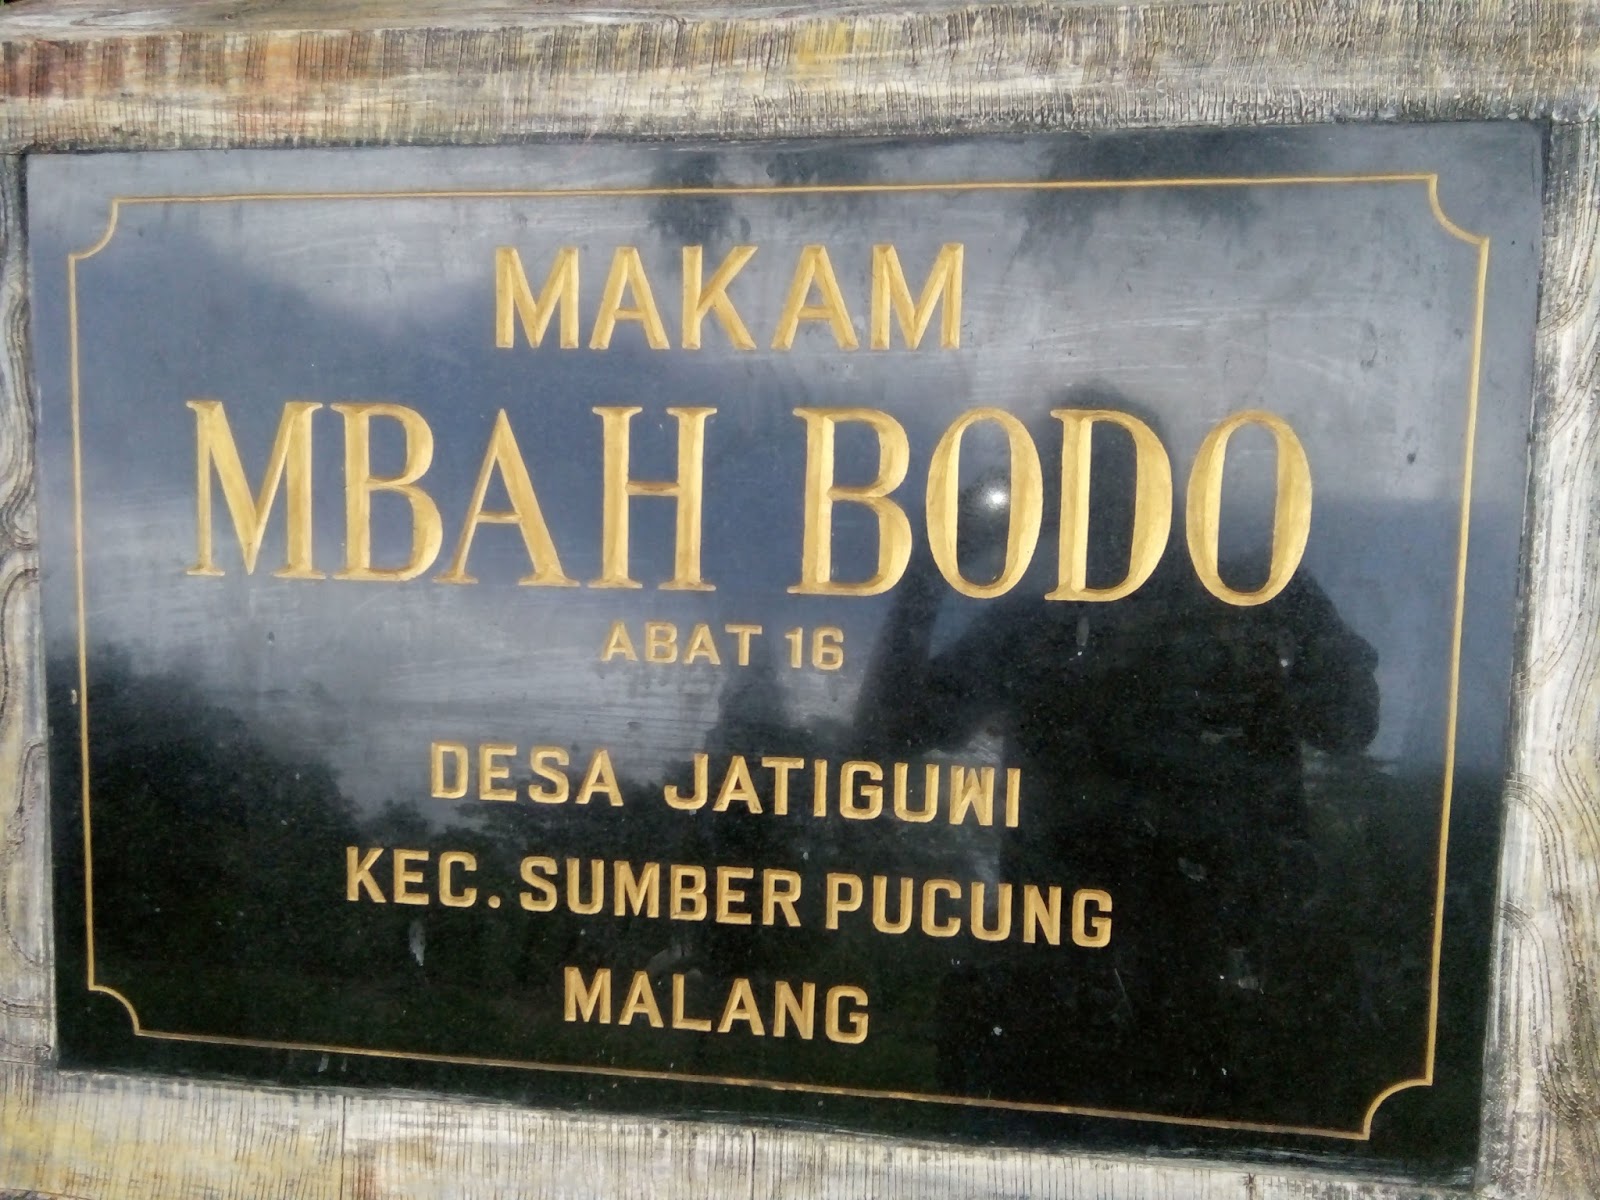 MAKAM
MBAH BODO
ABAT 16
DESA JATIGUWI
KEC. SUMBER PUCUNG
MALANG